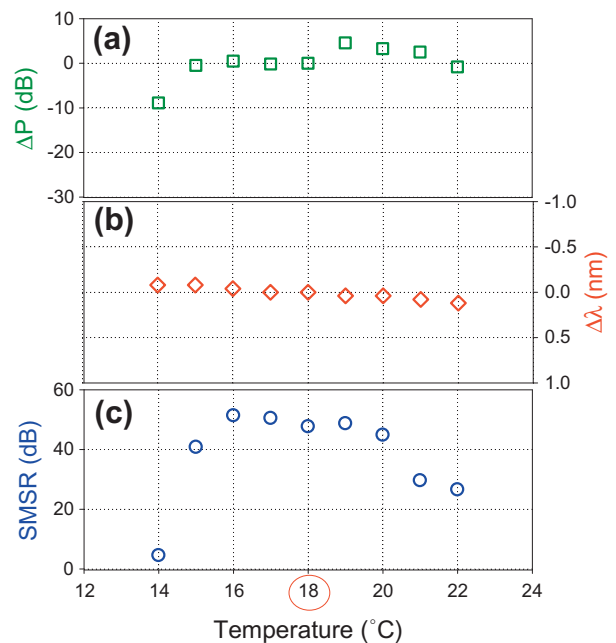 10
(a)
0
-10
-20
-30
ΔP (dB)
(b)
-1.0
-0.5
0.0
0.5
1.0
Δλ (nm)
60
(c)
40
20
0
SMSR (dB)
12 14 16 18 20 22 24
Temperature (°C)